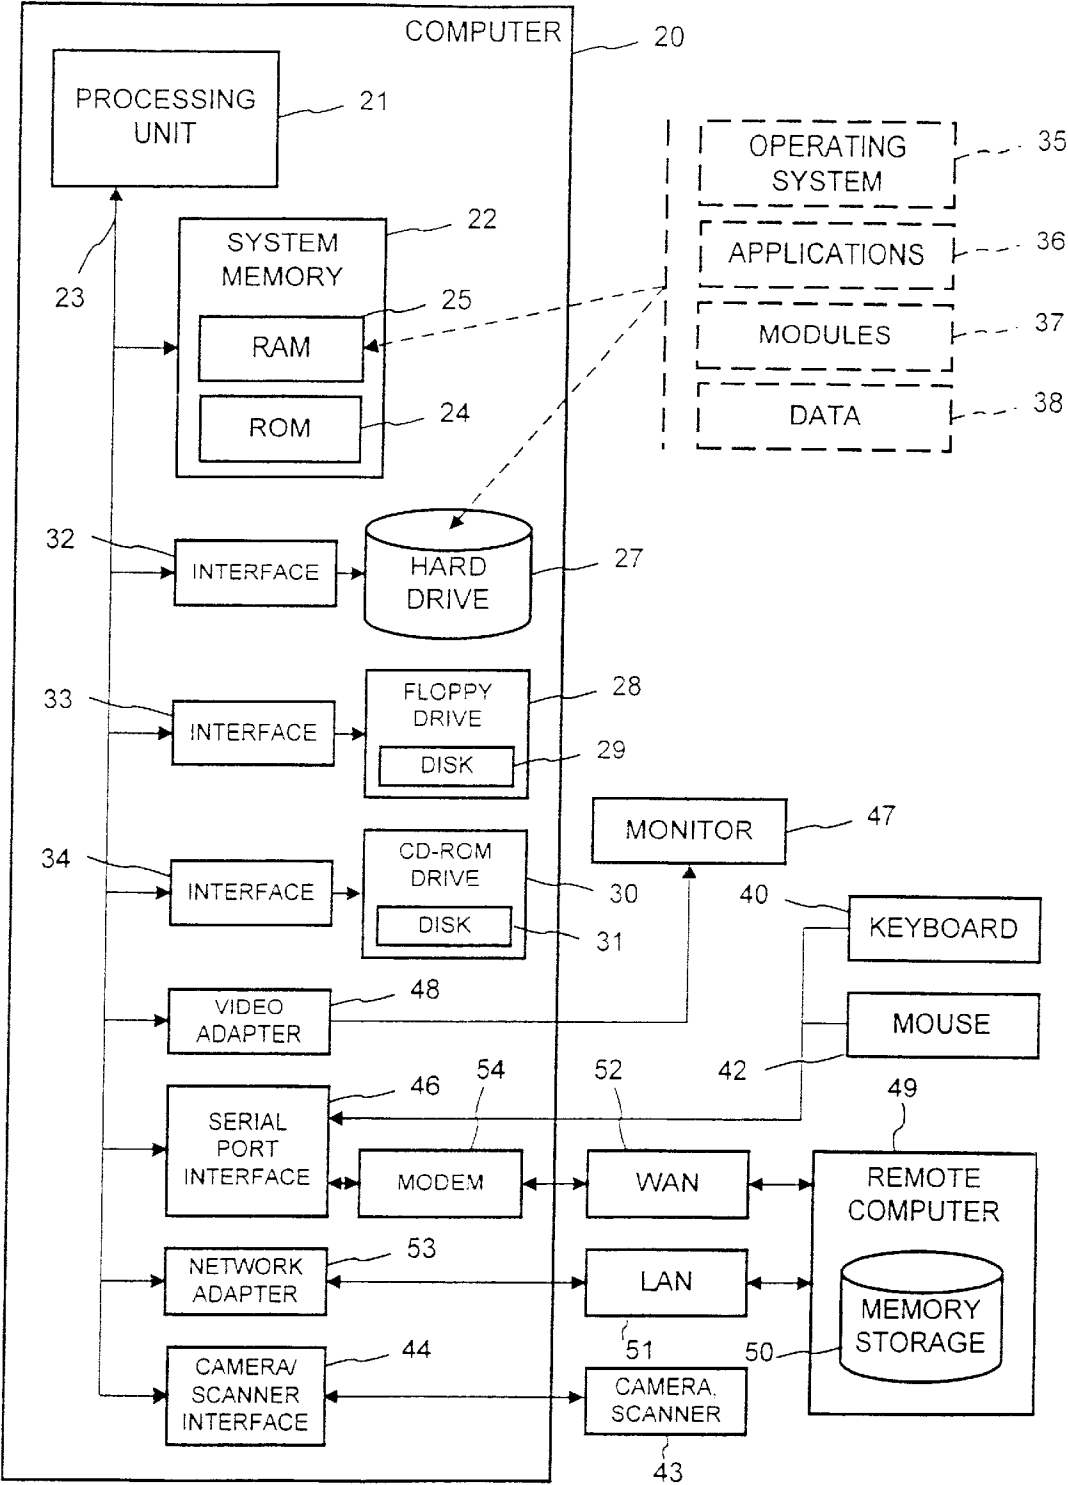 COMPUTER
20
PROCESSING
UNIT
21
23
SYSTEM
MEMORY
22
RAM
25
ROM
24
OPERATING
SYSTEM
35
APPLICATIONS
36
MODULES
37
DATA
38
32
INTERFACE
HARD
DRIVE
27
33
INTERFACE
FLOPPY
DRIVE
28
DISK
29
34
INTERFACE
CD-ROM
DRIVE
30
DISK
31
MONITOR
47
40
KEYBOARD
MOUSE
42
VIDEO
ADAPTER
48
SERIAL
PORT
INTERFACE
46
MODEM
54
WAN
52
49
REMOTE
COMPUTER
MEMORY
STORAGE
50
NETWORK
ADAPTER
53
LAN
51
CAMERA/
SCANNER
INTERFACE
44
CAMERA
SCANNER
43